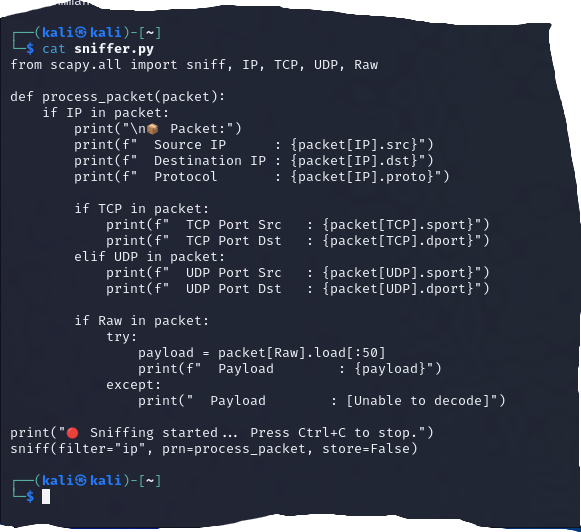 ┌──(kali㉿kali)-[~]
└─$ cat sniffer.py
from scapy.all import sniff, IP, TCP, UDP, Raw

def process_packet(packet):
    if IP in packet:
        print("\n📦 Packet:")
        print(f"  Source IP      : {packet[IP].src}")
        print(f"  Destination IP : {packet[IP].dst}")
        print(f"  Protocol       : {packet[IP].proto}")

        if TCP in packet:
            print(f"  TCP Port Src   : {packet[TCP].sport}")
            print(f"  TCP Port Dst   : {packet[TCP].dport}")
        elif UDP in packet:
            print(f"  UDP Port Src   : {packet[UDP].sport}")
            print(f"  UDP Port Dst   : {packet[UDP].dport}")

        if Raw in packet:
            try:
                payload = packet[Raw].load[:50]
                print(f"  Payload        : {payload}")
            except:
                print("  Payload        : [Unable to decode]")

print("🔴 Sniffing started... Press Ctrl+C to stop.")
sniff(filter="ip", prn=process_packet, store=False)

┌──(kali㉿kali)-[~]
└─$